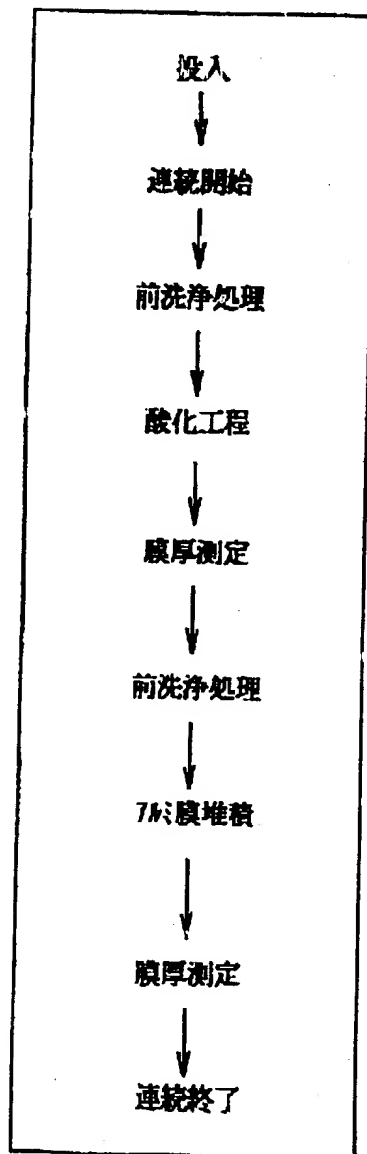 投入
連続開始
前洗浄処理
酸化工程
膜厚測定
前洗浄処理
アルミ膜堆積
膜厚測定
連続終了